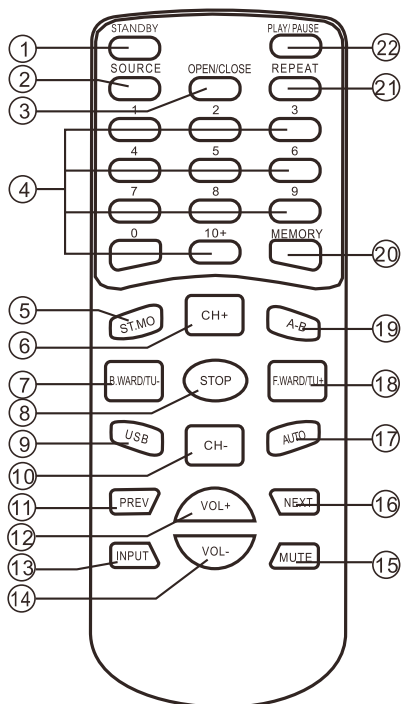 STANDBY PLAY/PAUSE
1 22
SOURCE OPEN/CLOSE REPEAT
2 21
3
1 2 3
4 5 6
4
7 8 9
0 10+ MEMORY
20
5 ST.MO CH+ A-B 19
6
7 B.WARD/TU- STOP F.WARD/TU+ 18
8
9 USB CH- AUTO 17
10
11 PREV VOL+ NEXT 16
12
13 INPUT VOL- MUTE 15
14